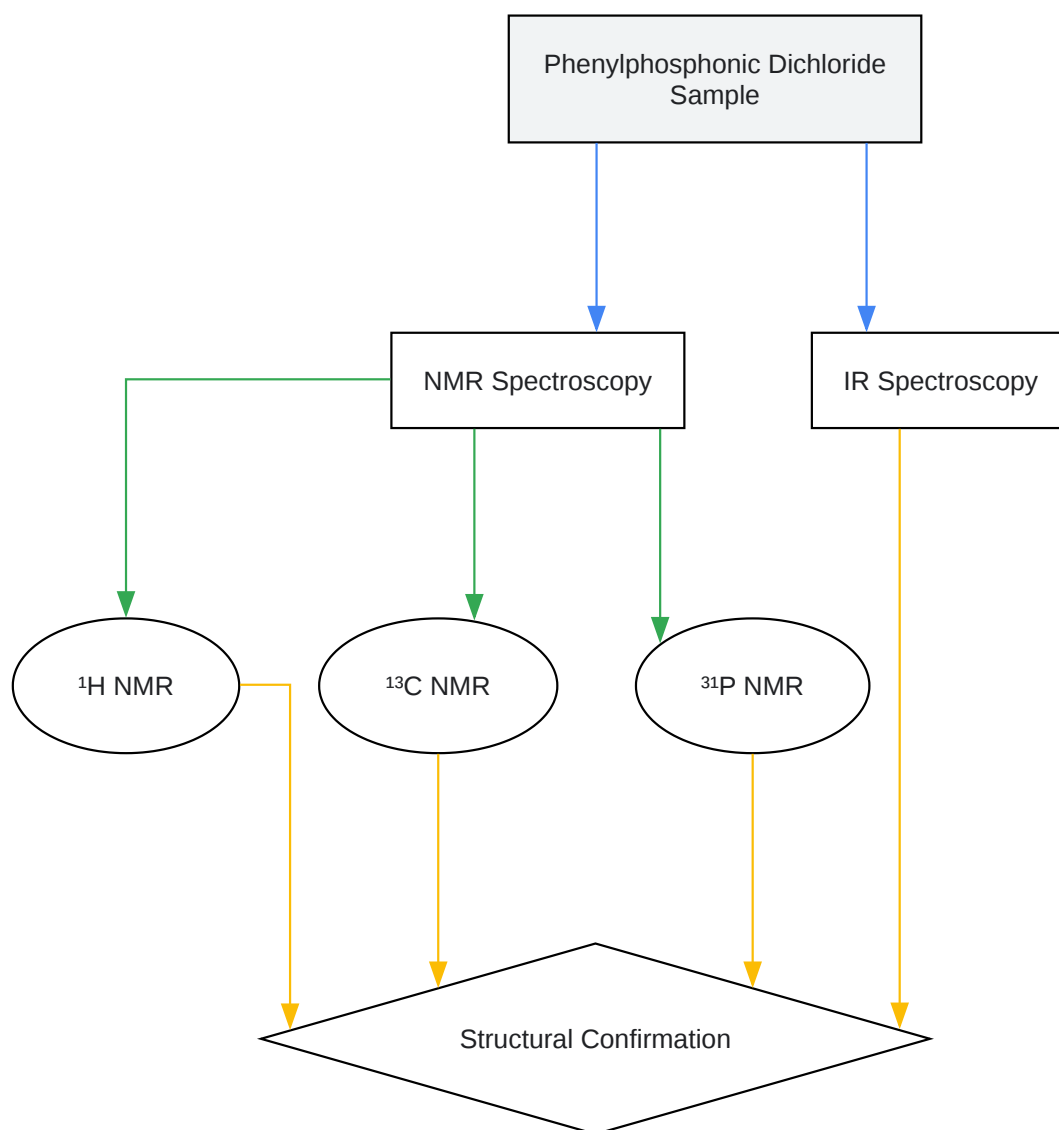 Phenylphosphonic Dichloride
Sample
NMR Spectroscopy
IR Spectroscopy
¹H NMR
¹³C NMR
³¹P NMR
Structural Confirmation